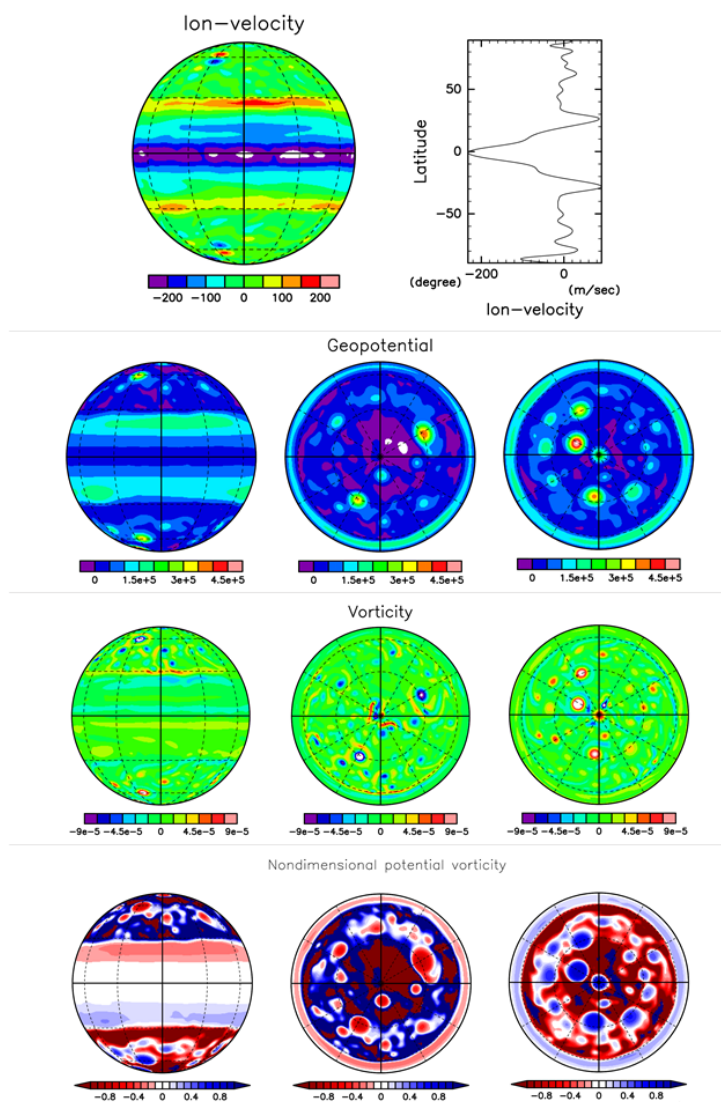 Ion-velocity
50
0
-50
Latitude
-200 -100 0 100 200
(degree)
-200 0
(m/sec)
Ion-velocity
Geopotential
0 1.5e+5 3e+5 4.5e+5
0 1.5e+5 3e+5 4.5e+5
0 1.5e+5 3e+5 4.5e+5
Vorticity
-9e-5 -4.5e-5 0 4.5e-5 9e-5
-9e-5 -4.5e-5 0 4.5e-5 9e-5
-9e-5 -4.5e-5 0 4.5e-5 9e-5
Nondimensional potential vorticity
-0.8 -0.4 0 0.4 0.8
-0.8 -0.4 0 0.4 0.8
-0.8 -0.4 0 0.4 0.8